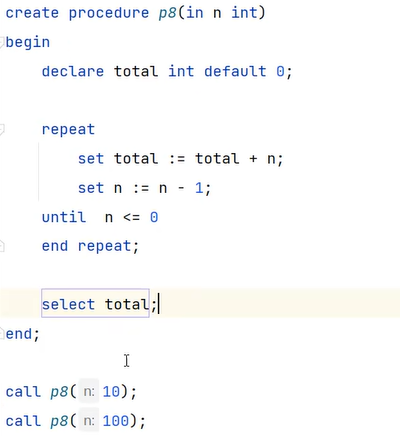 create procedure p8(in n int)
begin
declare total int default 0;
repeat
set total := total + n;
set n := n - 1;
until  n <= 0
end repeat;
select total;
end;
call p8( n: 10);
call p8( n: 100);